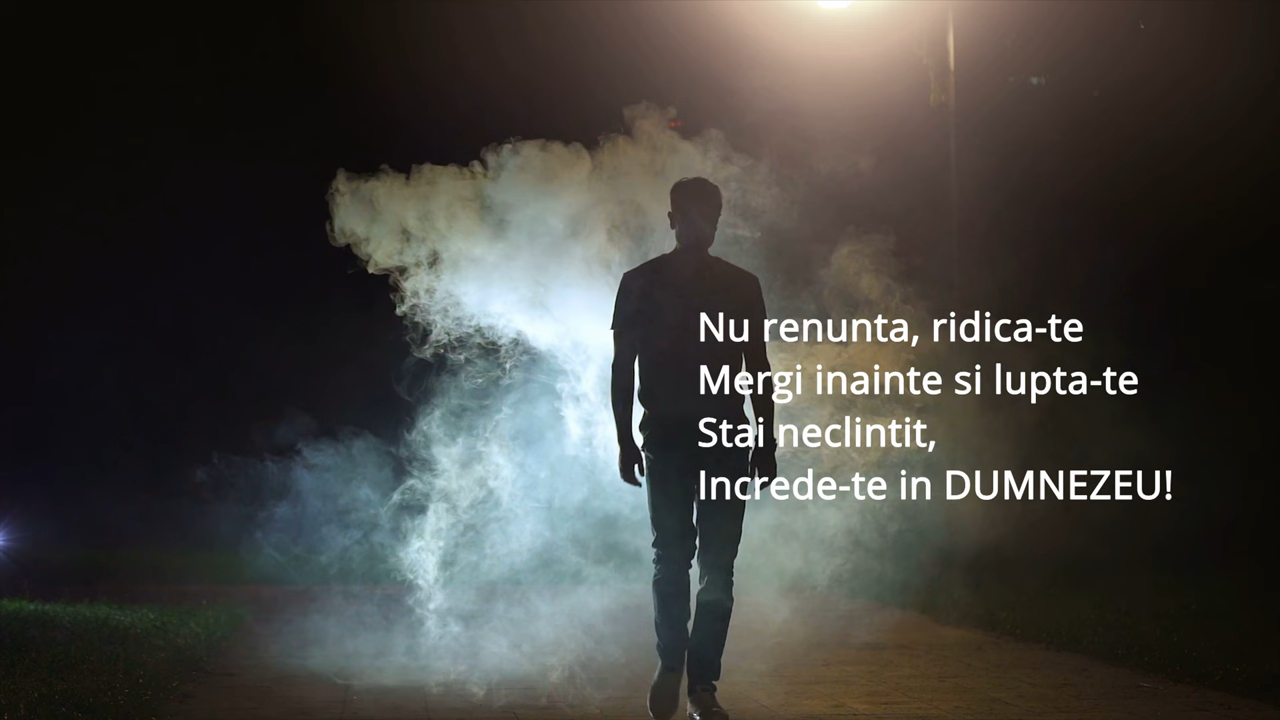 Nu renunta, ridica-te
Mergi inainte si lupta-te
Stai neclintit,
Increde-te in DUMNEZEU!